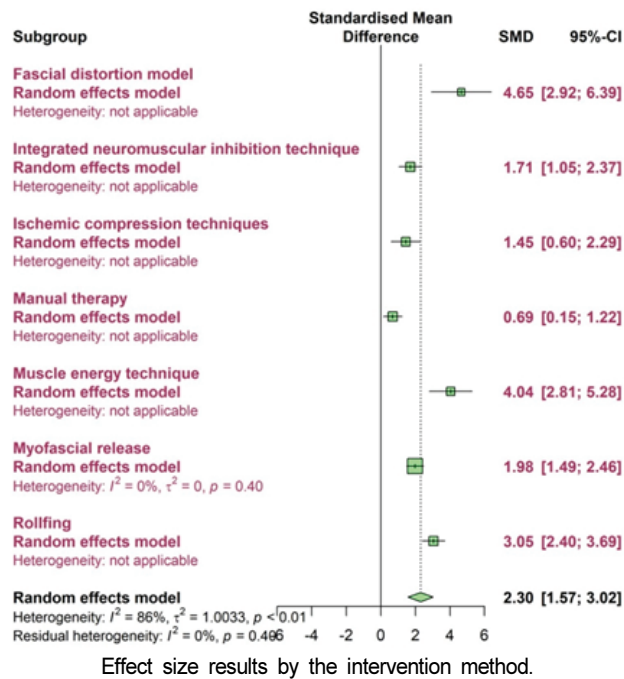 Standardised Mean
Subgroup Difference SMD 95%-CI
Fascial distortion model
Random effects model 4.65 [2.92; 6.39]
Heterogeneity: not applicable
Integrated neuromuscular inhibition technique
Random effects model 1.71 [1.05; 2.37]
Heterogeneity: not applicable
Ischemic compression techniques
Random effects model 1.45 [0.60; 2.29]
Heterogeneity: not applicable
Manual therapy
Random effects model 0.69 [0.15; 1.22]
Heterogeneity: not applicable
Muscle energy technique
Random effects model 4.04 [2.81; 5.28]
Heterogeneity: not applicable
Myofascial release
Random effects model 1.98 [1.49; 2.46]
Heterogeneity: I² = 0%, τ² = 0, p = 0.40
Rollfing
Random effects model 3.05 [2.40; 3.69]
Heterogeneity: not applicable
Random effects model 2.30 [1.57; 3.02]
Heterogeneity: I² = 86%, τ² = 1.0033, p < 0.01
Residual heterogeneity: I² = 0%, p = 0.40
-6 -4 -2 0 2 4 6
Effect size results by the intervention method.